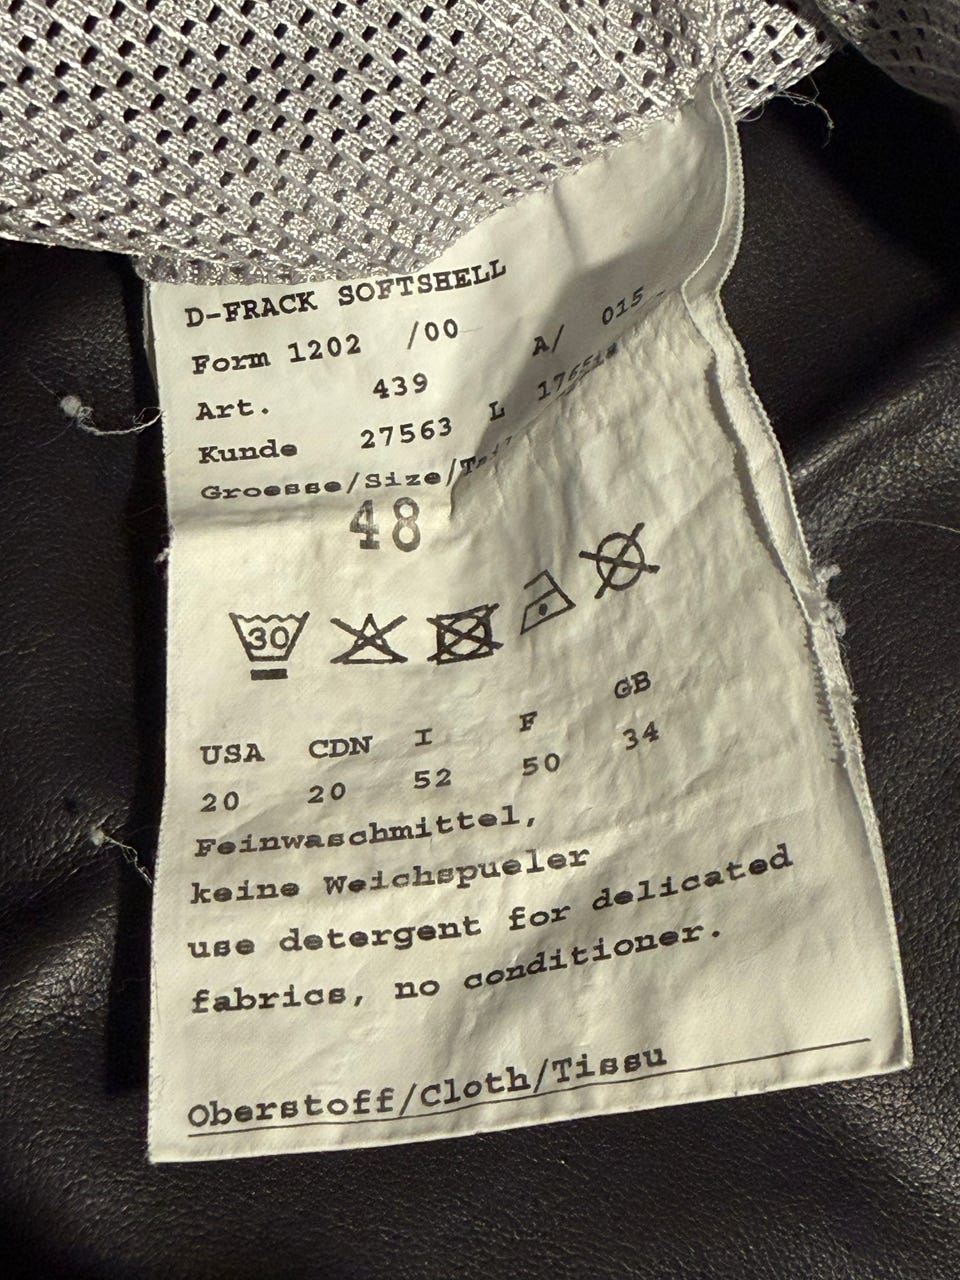 D-FRACK SOFTSHELL
Form 1202 /00 A/ 015
Art. 439
Kunde 27563 L
Groesse/Size/
48
30
USA CDN I F GB
20 20 52 50 34
Feinwaschmittel,
keine Weichspueler
use detergent for delicated
fabrics, no conditioner.
Oberstoff/Cloth/Tissu